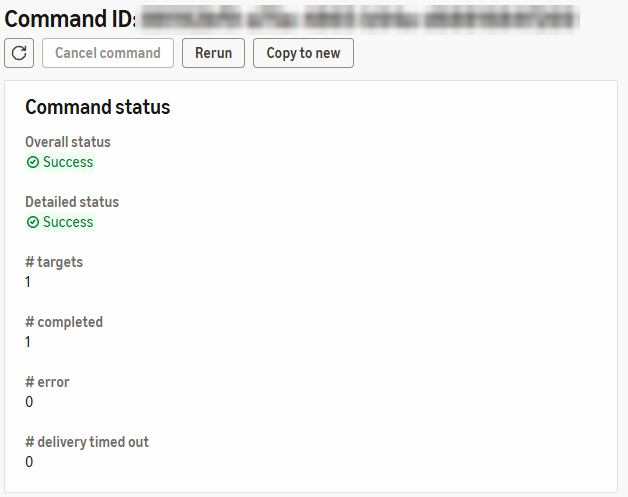 Command ID:
Cancel command
Rerun
Copy to new
Command status
Overall status
Success
Detailed status
Success
# targets
1
# completed
1
# error
0
# delivery timed out
0